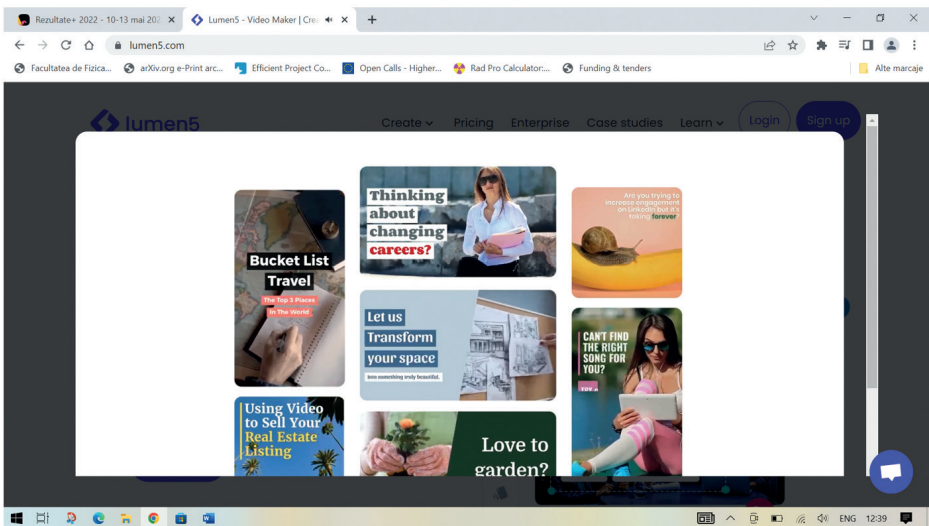 Rezultate+ 2022 - 10-13 mai 202
Lumen5 - Video Maker | Cre
lumen5.com
Facultatea de Fizica...
arXiv.org e-Print arc...
Efficient Project Co...
Open Calls - Higher...
Rad Pro Calculator:...
Funding & tenders
Alte marcaje
lumen5
Create
Pricing
Enterprise
Case studies
Learn
Login
Sign up
Bucket List
Travel
The Top 3 Places
In The World
Thinking
about
changing
careers?
Are you trying to
increase engagement
on LinkedIn but it's
taking forever
Let us
Transform
your space
into something truly beautiful.
CAN'T FIND
THE RIGHT
SONG FOR
YOU?
Using Video
to Sell Your
Real Estate
Listing
Love to
garden?
ENG 12:39